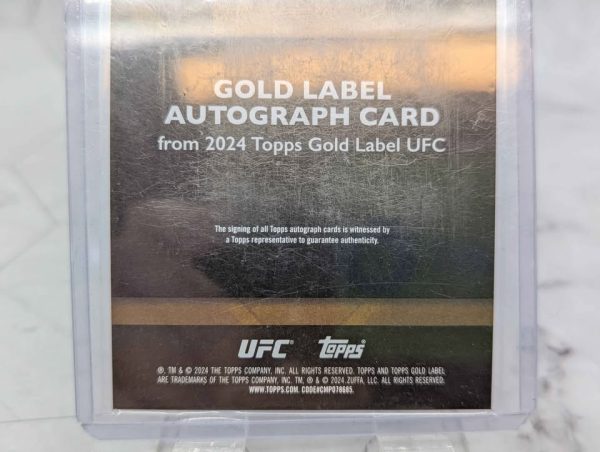 GOLD LABEL
AUTOGRAPH CARD
from 2024 Topps Gold Label UFC
The signing of all Topps autograph cards is witnessed by
a Topps representative to guarantee authenticity.
UFC topps
®, TM & © 2024 THE TOPPS COMPANY, INC. ALL RIGHTS RESERVED. TOPPS AND TOPPS GOLD LABEL
ARE TRADEMARKS OF THE TOPPS COMPANY, INC. TM, ® & © 2024 ZUFFA, LLC. ALL RIGHTS RESERVED.
WWW.TOPPS.COM. CODE#CMP078685.